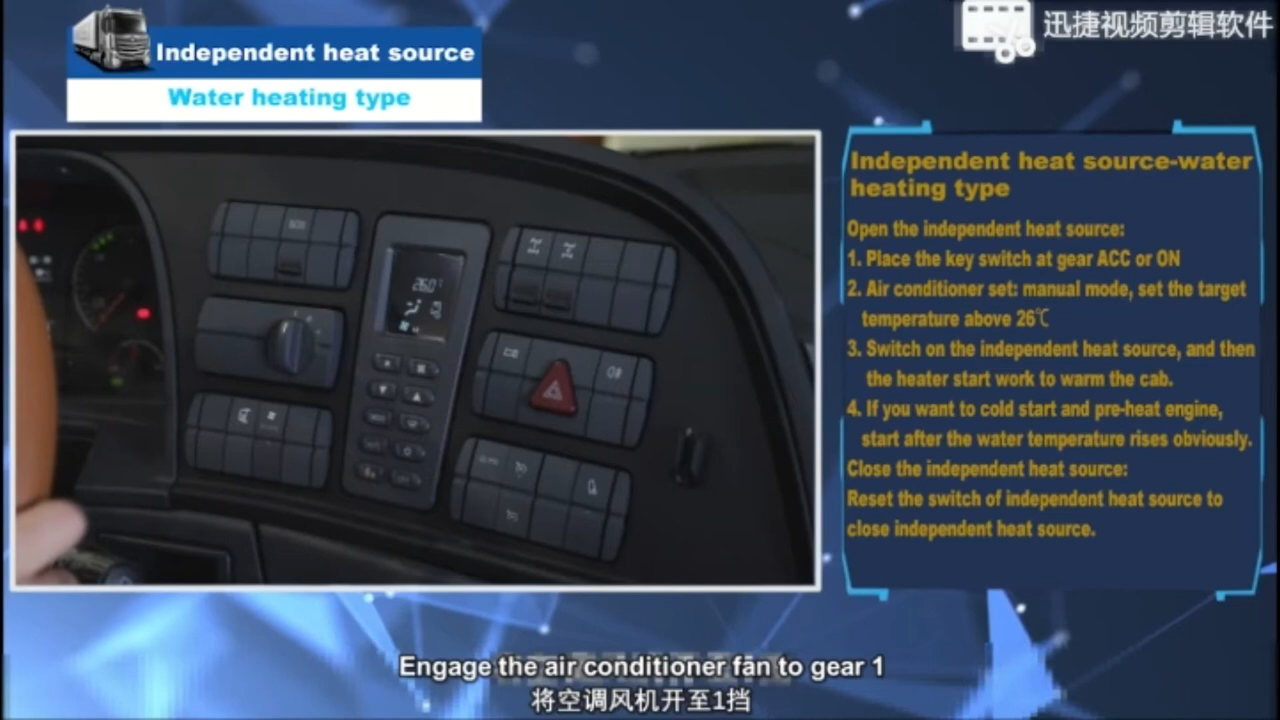 迅捷视频剪辑软件
Independent heat source
Water heating type
26.0℃
Independent heat source-water
heating type
Open the independent heat source:
1. Place the key switch at gear ACC or ON
2. Air conditioner set: manual mode, set the target
temperature above 26℃
3. Switch on the independent heat source, and then
the heater start work to warm the cab.
4. If you want to cold start and pre-heat engine,
start after the water temperature rises obviously.
Close the independent heat source:
Reset the switch of independent heat source to
close independent heat source.
Engage the air conditioner fan to gear 1
将空调风机开至1挡